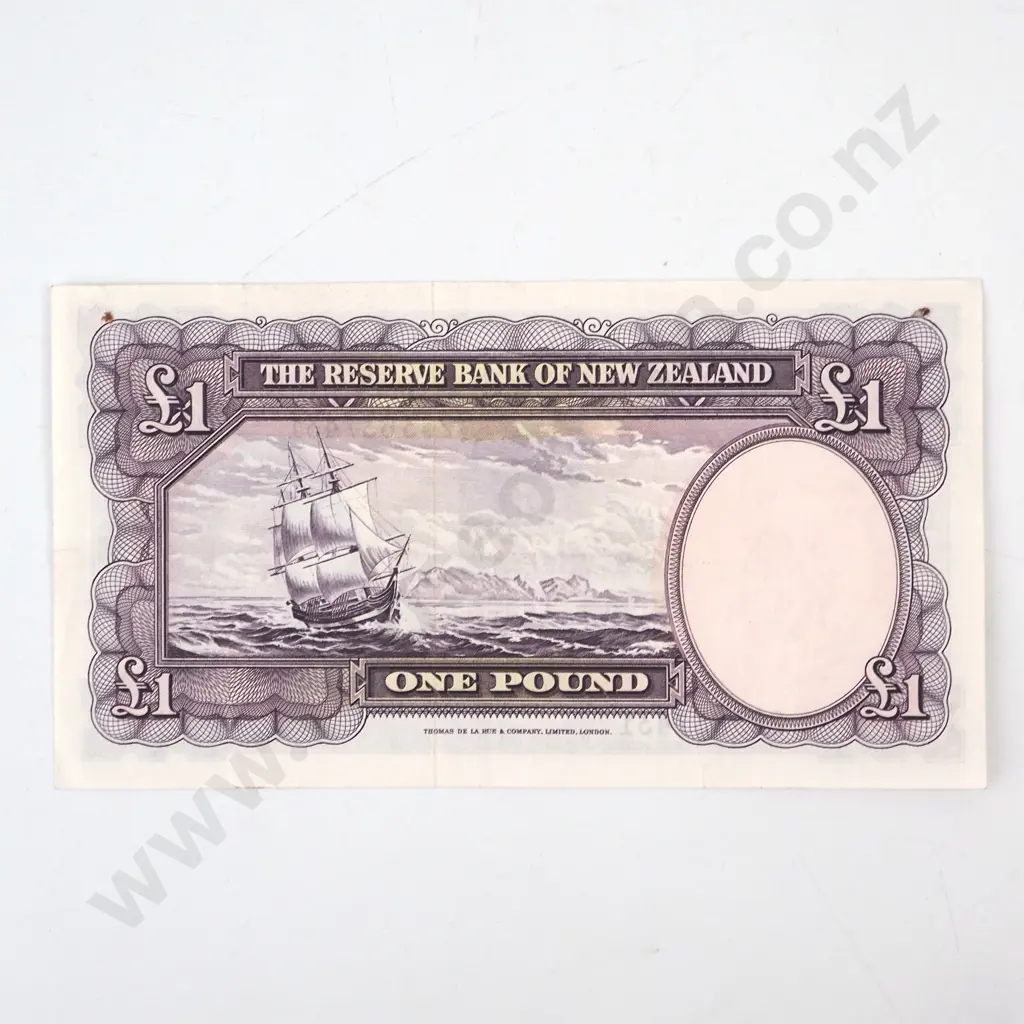 THE RESERVE BANK OF NEW ZEALAND
£1
£1
£1
ONE POUND
£1
THOMAS DE LA RUE & COMPANY, LIMITED, LONDON.